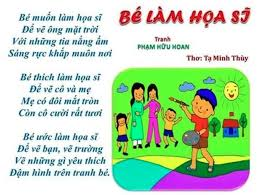 BÉ LÀM HỌA SĨ
Tranh
PHẠM HỮU HOAN
Thơ: Tạ Minh Thùy
Bé muốn làm họa sĩ
Để vẽ ông mặt trời
Với những tia nắng ấm
Sáng rực khắp muôn nơi
Bé thích làm họa sĩ
Để vẽ cô và mẹ
Mẹ có đôi mắt tròn
Còn cô cười rất tươi
Bé ước làm họa sĩ
Để vẽ bạn, vẽ trường
Vẽ những gì yêu thích
Đậm hình trên tranh bé.